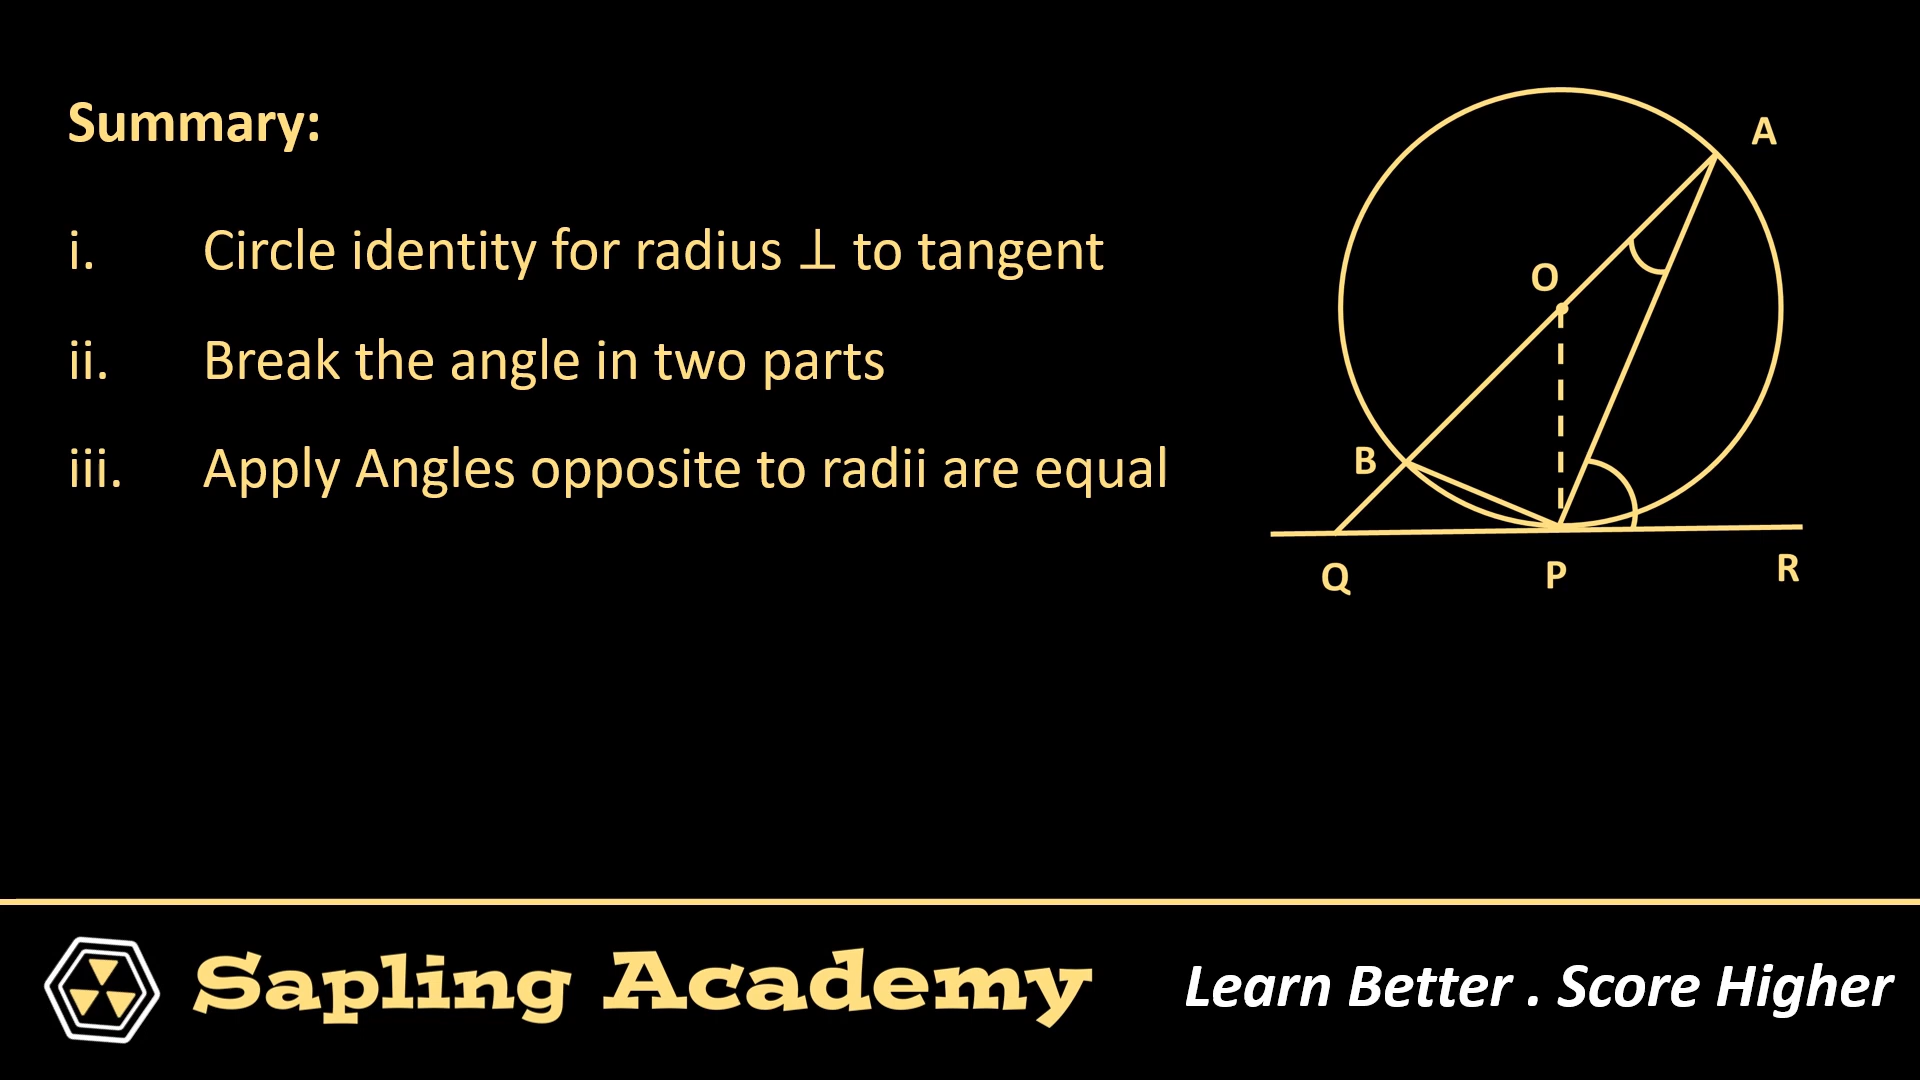 Summary:
i. Circle identity for radius ⊥ to tangent
ii. Break the angle in two parts
iii. Apply Angles opposite to radii are equal
A
O
B
Q P R
Sapling Academy Learn Better . Score Higher